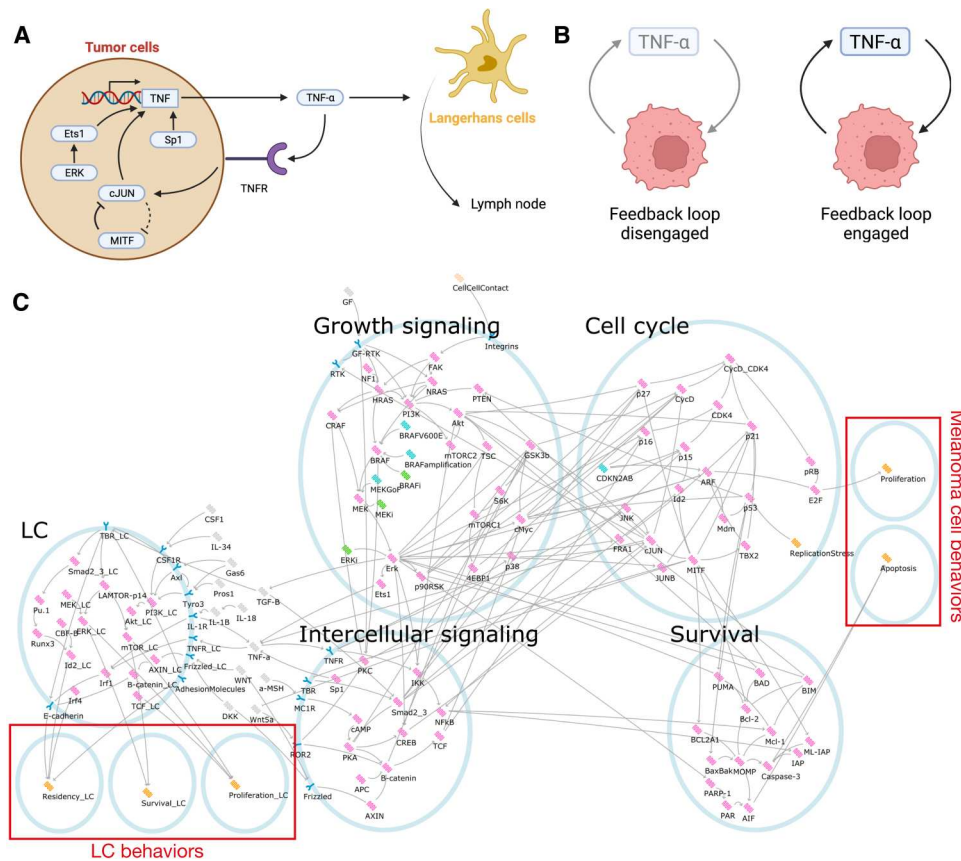 A
Tumor cells
TNF
Ets1
Sp1
ERK
cJUN
MITF
TNF-α
TNFR
Langerhans cells
Lymph node
B
TNF-α
TNF-α
Feedback loop
disengaged
Feedback loop
engaged
C
Growth signaling
Cell cycle
GF
CellCellContact
GF-RTK
Integrins
RTK
NF1
FAK
NRAS
HRAS
PTEN
PI3K
CRAF
Akt
BRAFV600E
mTORC2
TSC
GSK3b
BRAF
BRAFamplification
BRAFi
MEKGoF
MEK
MEKi
S6K
mTORC1
cMyc
ERKi
Erk
4EBP1
p38
p90RSK
Ets1
CycD_CDK4
p27
CycD
CDK4
p16
p21
p15
CDKN2AB
ARF
pRB
Id2
E2F
p53
JNK
Mdm
FRA1
cJUN
TBX2
ReplicationStress
JUNB
MITF
Proliferation
Apoptosis
Melanoma cell behaviors
LC
CSF1
TBR_LC
IL-34
CSF1R
Smad2_3_LC
Axl
Gas6
LAMTOR-p14
Pros1
Pu.1
MEK_LC
PI3K_LC
Tyro3
TGF-B
Akt_LC
IL-1R
IL-1B
IL-18
CBF-B
ERK_LC
Runx3
mTOR_LC
TNFR_LC
TNF-a
Id2_LC
AXIN_LC
Frizzled_LC
Irf1
B-catenin_LC
AdhesionMolecules
WNT
a-MSH
Irf4
TCF_LC
E-cadherin
DKK
Wnt5a
Residency_LC
Survival_LC
Proliferation_LC
LC behaviors
Intercellular signaling
TNFR
PKC
IKK
TBR
Sp1
MC1R
Smad2_3
NFkB
cAMP
CREB
TCF
ROR2
PKA
B-catenin
APC
Frizzled
AXIN
Survival
PUMA
BAD
BIM
Bcl-2
BCL2A1
Mcl-1
ML-IAP
IAP
BaxBak
MOMP
Caspase-3
PARP-1
PAR
AIF